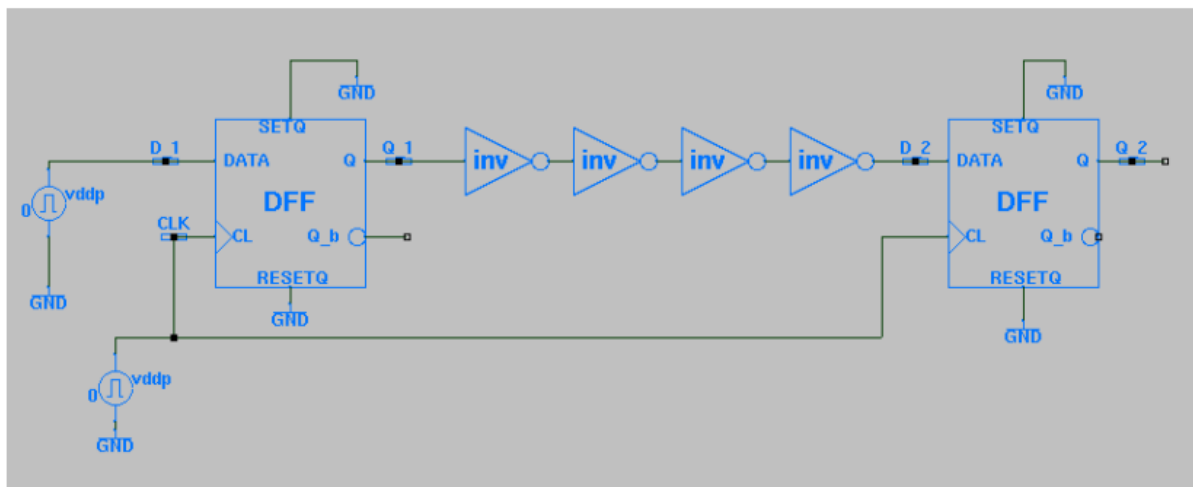 GND
GND
SETQ
SETQ
D_1
DATA
Q
Q_1
inv
inv
inv
inv
D_2
DATA
Q
Q_2
vddp
0
DFF
DFF
CLK
CL
Q_b
CL
Q_b
RESETQ
RESETQ
GND
GND
GND
vddp
0
GND